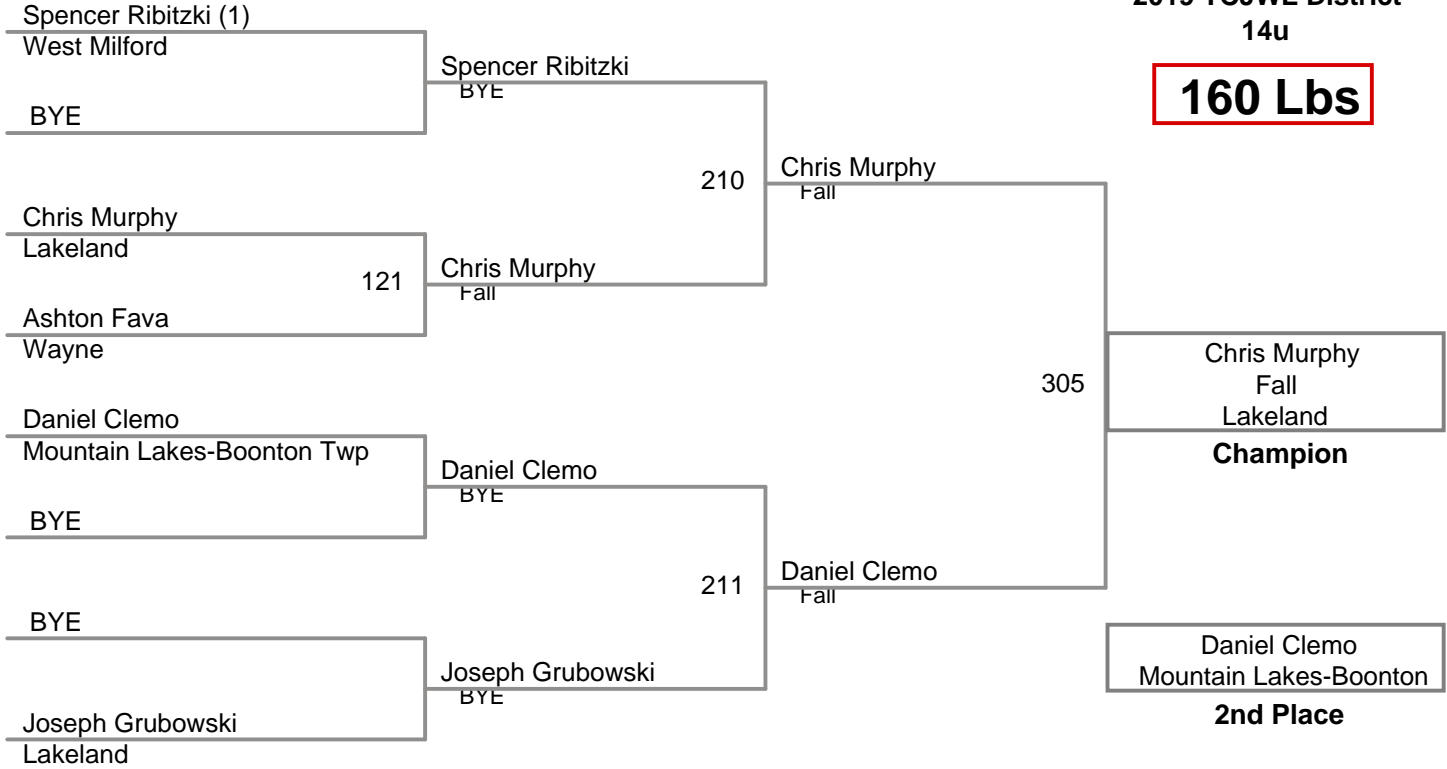 Spencer Ribitzki (1)
West Milford
BYE
Chris Murphy
Lakeland
121
Ashton Fava
Wayne
Daniel Clemo
Mountain Lakes-Boonton Twp
BYE
BYE
Joseph Grubowski
Lakeland
Spencer Ribitzki
BYE
210
Chris Murphy
Fall
Daniel Clemo
BYE
211
Joseph Grubowski
BYE
Chris Murphy
Fall
305
Daniel Clemo
Fall
2019 TCJWL District
14u
160 Lbs
Chris Murphy
Fall
Lakeland
Champion
Daniel Clemo
Mountain Lakes-Boonton
2nd Place